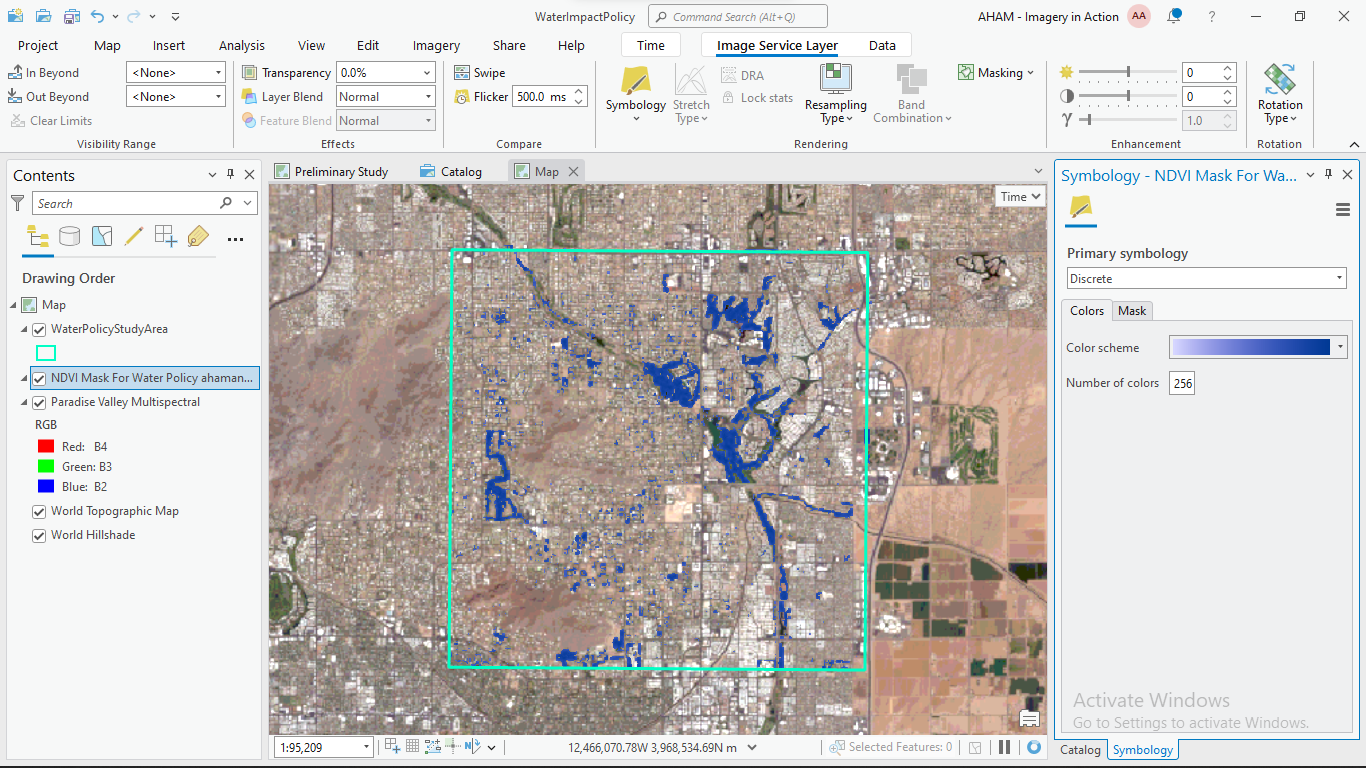 WaterImpactPolicy
Command Search (Alt+Q)
AHAM - Imagery in Action
AA
?
Project
Map
Insert
Analysis
View
Edit
Imagery
Share
Help
Time
Image Service Layer
Data
In Beyond
<None>
Out Beyond
<None>
Clear Limits
Visibility Range
Transparency
0.0%
Layer Blend
Normal
Feature Blend
Normal
Effects
Swipe
Flicker
500.0 ms
Compare
Symbology
Stretch
Type
DRA
Lock stats
Resampling
Type
Band
Combination
Masking
Rendering
0
0
γ
1.0
Enhancement
Rotation
Type
Rotation
Contents
Search
Drawing Order
Map
WaterPolicyStudyArea
NDVI Mask For Water Policy ahaman...
Paradise Valley Multispectral
RGB
Red: B4
Green: B3
Blue: B2
World Topographic Map
World Hillshade
Preliminary Study
Catalog
Map
Time
1:95,209
12,466,070.78W 3,968,534.69N m
Selected Features: 0
Symbology - NDVI Mask For Wa...
Primary symbology
Discrete
Colors
Mask
Color scheme
Number of colors
256
Activate Windows
Go to Settings to activate Windows.
Catalog
Symbology